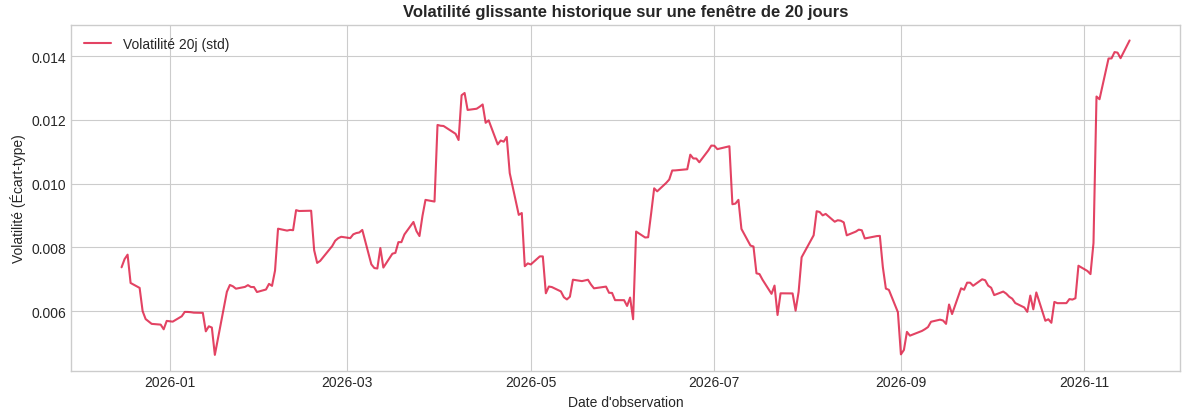 Volatilité glissante historique sur une fenêtre de 20 jours
Volatilité 20j (std)
Volatilité (Écart-type)
0.014
0.012
0.010
0.008
0.006
2026-01
2026-03
2026-05
2026-07
2026-09
2026-11
Date d'observation